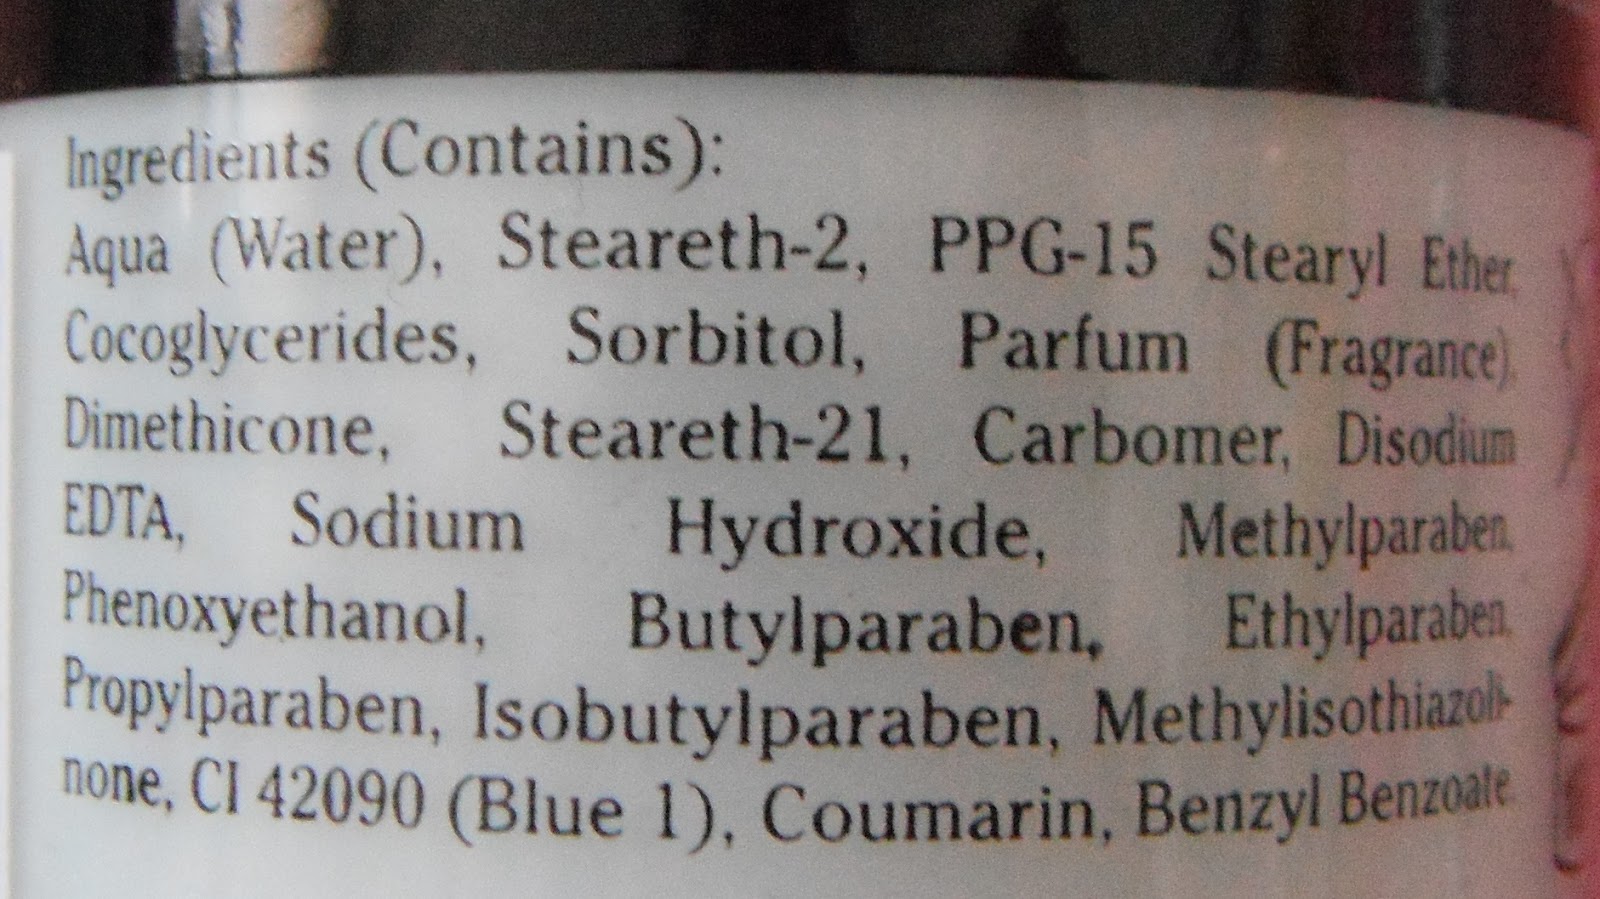 Ingredients (Contains):
Aqua (Water), Steareth-2, PPG-15 Stearyl Ether,
Cocoglycerides, Sorbitol, Parfum (Fragrance),
Dimethicone, Steareth-21, Carbomer, Disodium
EDTA, Sodium Hydroxide, Methylparaben,
Phenoxyethanol, Butylparaben, Ethylparaben,
Propylparaben, Isobutylparaben, Methylisothiazoli-
none, CI 42090 (Blue 1), Coumarin, Benzyl Benzoate.